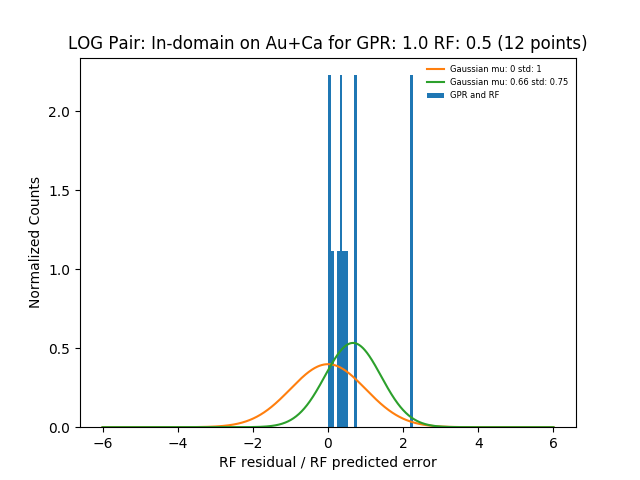 LOG Pair: In-domain on Au+Ca for GPR: 1.0 RF: 0.5 (12 points)
Gaussian mu: 0 std: 1
Gaussian mu: 0.66 std: 0.75
GPR and RF
Normalized Counts
2.0
1.5
1.0
0.5
0.0
−6
−4
−2
0
2
4
6
RF residual / RF predicted error